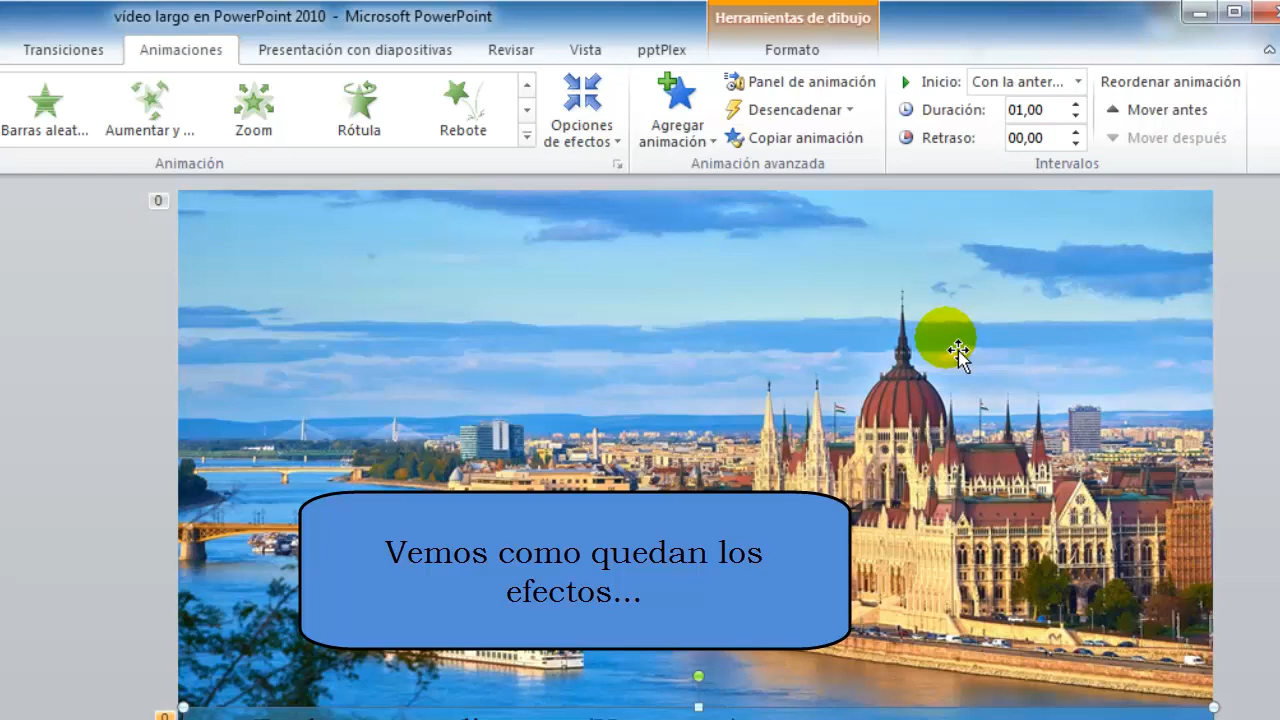 vídeo largo en PowerPoint 2010 - Microsoft PowerPoint
Herramientas de dibujo
Transiciones Animaciones Presentación con diapositivas Revisar Vista pptPlex Formato
Barras aleat... Aumentar y ... Zoom Rótula Rebote
Opciones de efectos
Agregar animación
Panel de animación
Desencadenar
Copiar animación
Inicio: Con la anter...
Duración: 01,00
Retraso: 00,00
Reordenar animación
Mover antes
Mover después
Animación Animación avanzada Intervalos
0
Vemos como quedan los
efectos...
0